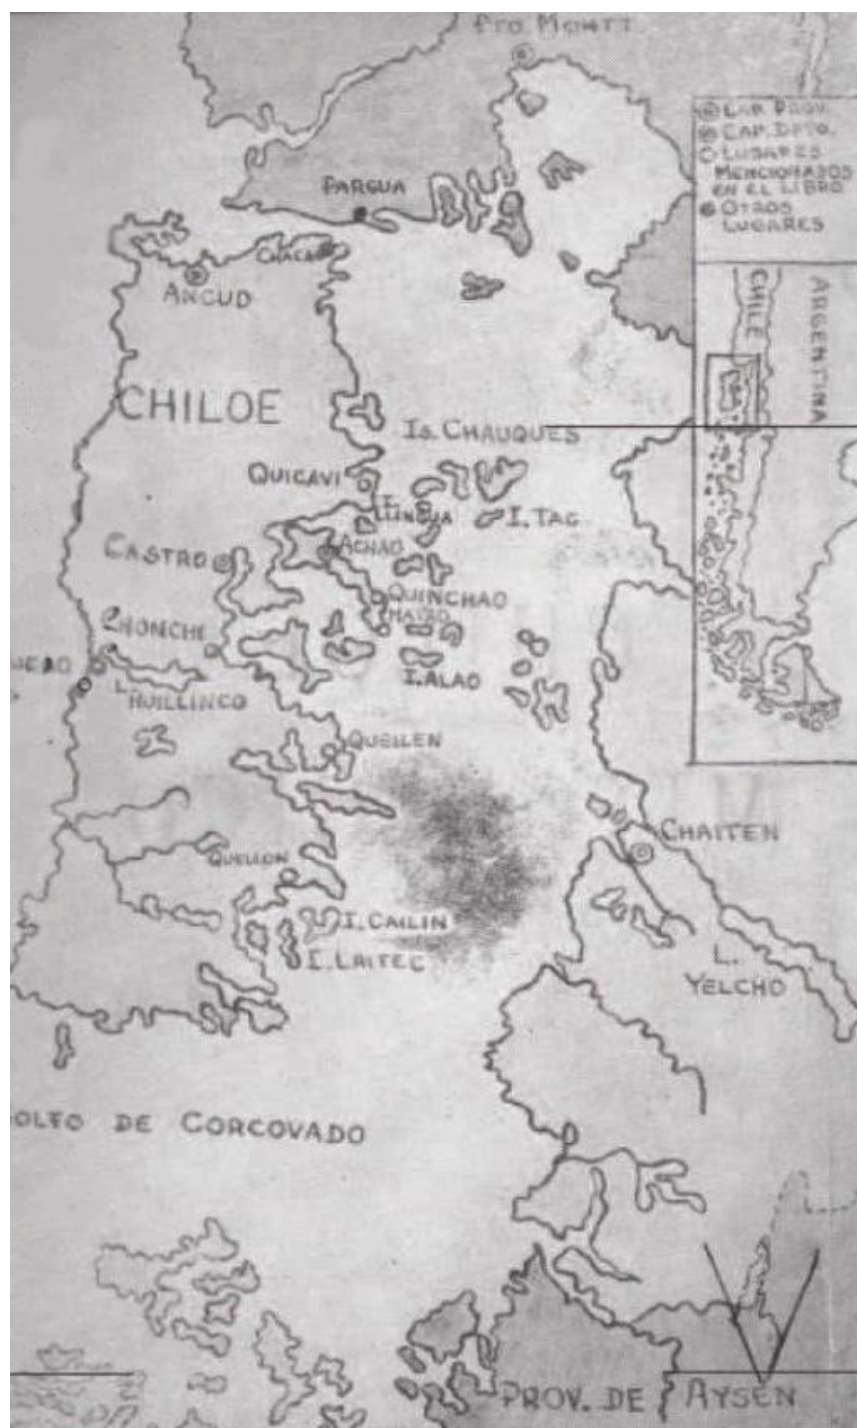 PTO. MONTT.
CAP. PROV.
CAP. DPTO.
LUGARES
MENCIONADOS
EN EL LIBRO
OTROS
LUGARES
PARGUA
CHACAO
ANCUD
CHILE
ARGENTINA
CHILOE
IS. CHAUQUES
QUICAVI
I. TAC
ACHAO
CASTRO
QUINCHAO
CHONCHI
I. ALAO
L. HUILLINCO
QUEILEN
CHAITEN
QUELLON
I. CAILIN
I. LAITEC
L.
YELCHO
OLFO DE CORCOVADO
PROV. DE AYSEN